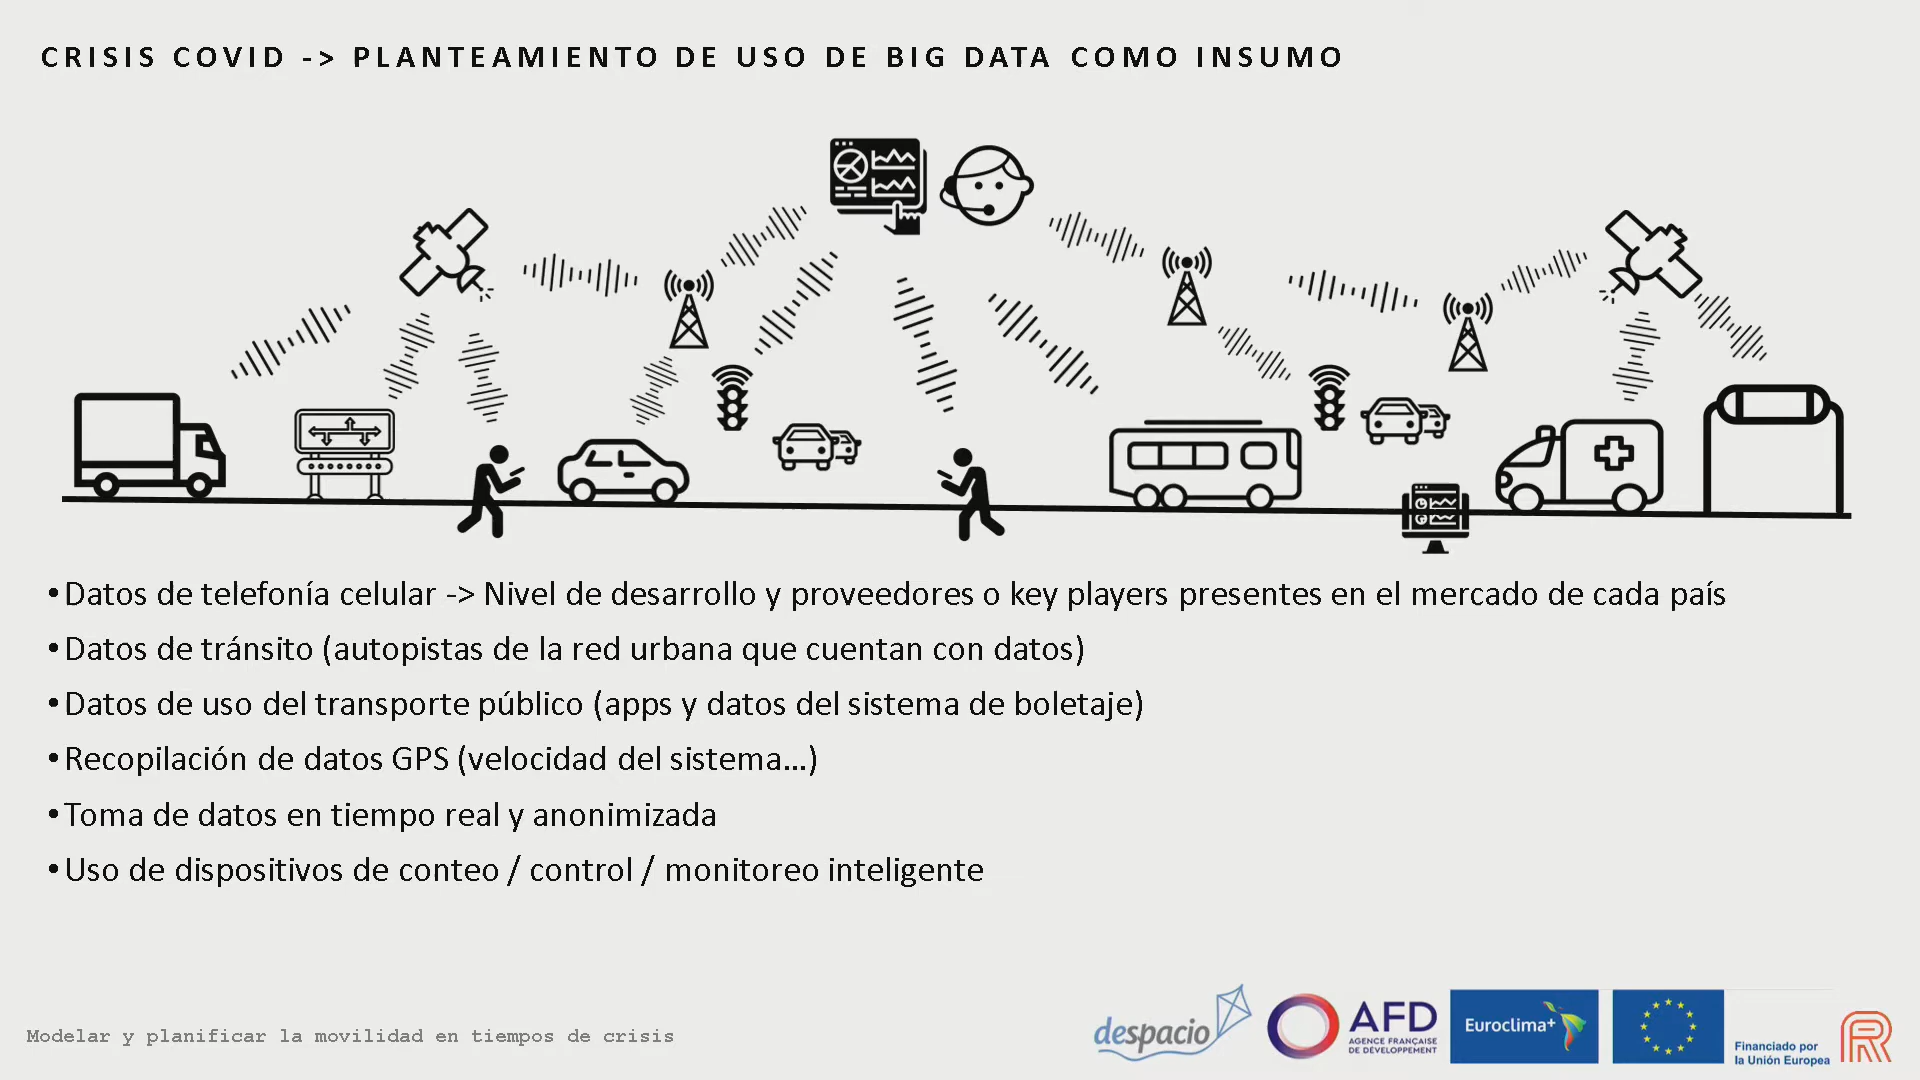 CRISIS COVID -> PLANTEAMIENTO DE USO DE BIG DATA COMO INSUMO
•Datos de telefonía celular -> Nivel de desarrollo y proveedores o key players presentes en el mercado de cada país
•Datos de tránsito (autopistas de la red urbana que cuentan con datos)
•Datos de uso del transporte público (apps y datos del sistema de boletaje)
•Recopilación de datos GPS (velocidad del sistema...)
•Toma de datos en tiempo real y anonimizada
•Uso de dispositivos de conteo / control / monitoreo inteligente
Modelar y planificar la movilidad en tiempos de crisis
despacio
AFD
AGENCE FRANÇAISE
DE DÉVELOPPEMENT
Euroclima+
Financiado por
la Unión Europea